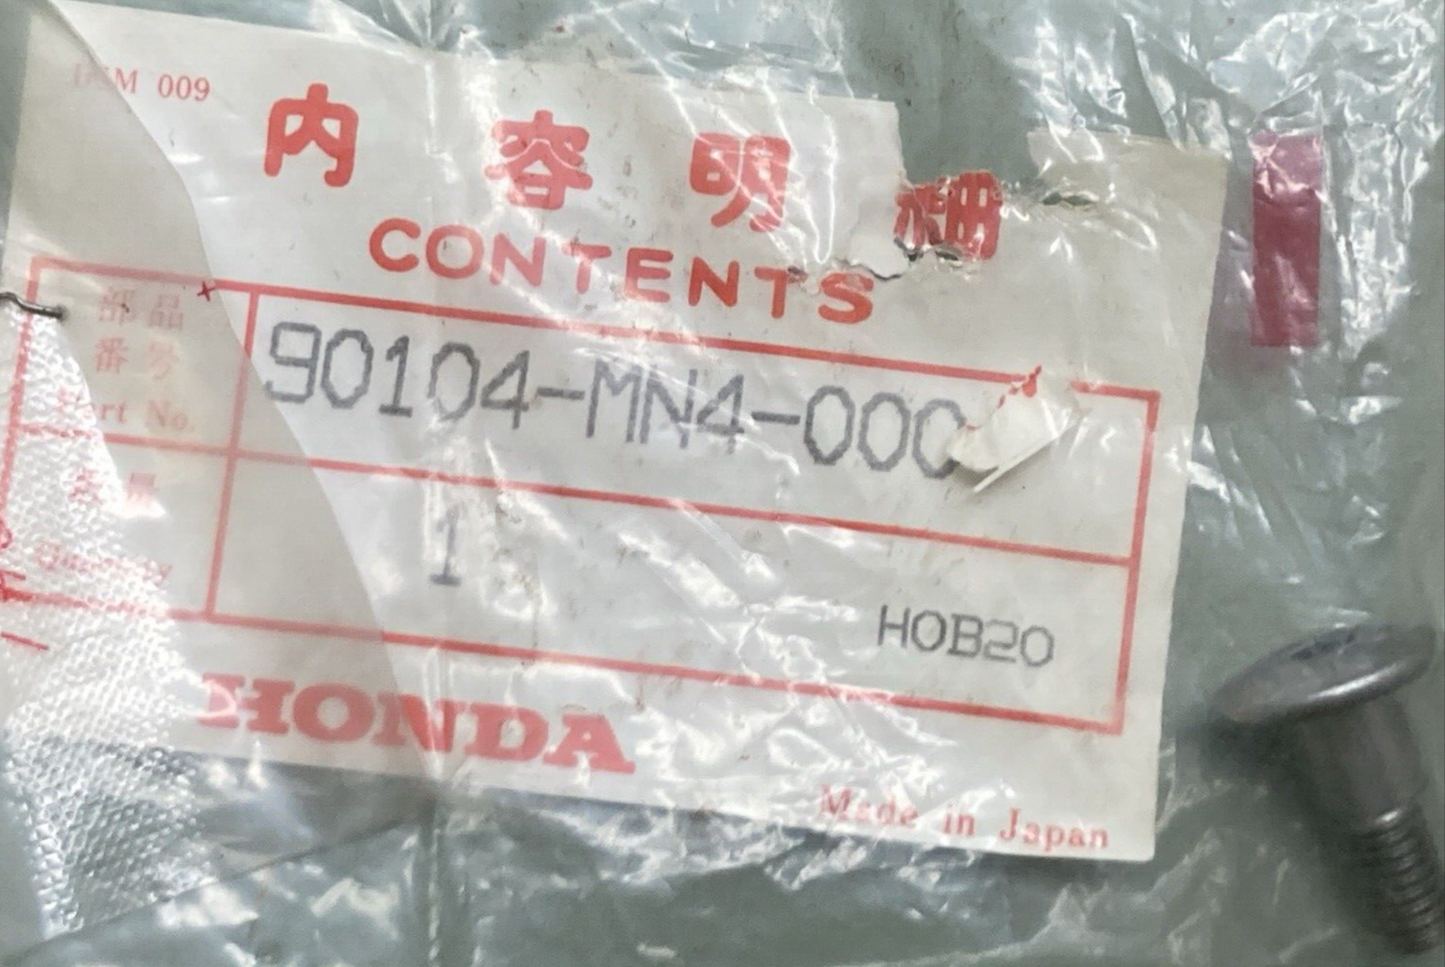 009
内容明細
CONTENTS
部品
番号
Part No.
90104-MN4-000
Quantity
1
H0B20
HONDA
Made in Japan